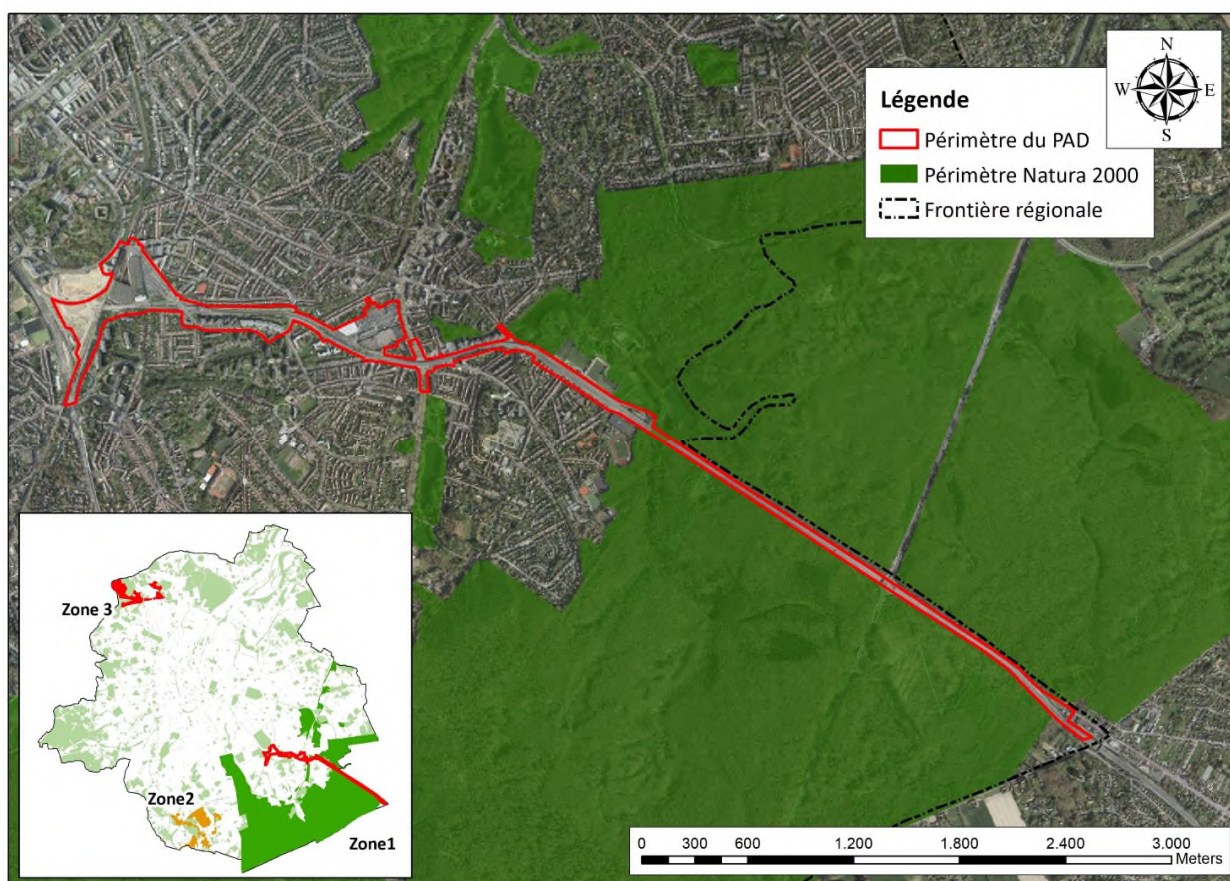 N
W
E
S
Légende
Périmètre du PAD
Périmètre Natura 2000
Frontière régionale
Zone 3
Zone2
Zone1
0 300 600 1.200 1.800 2.400 3.000
Meters